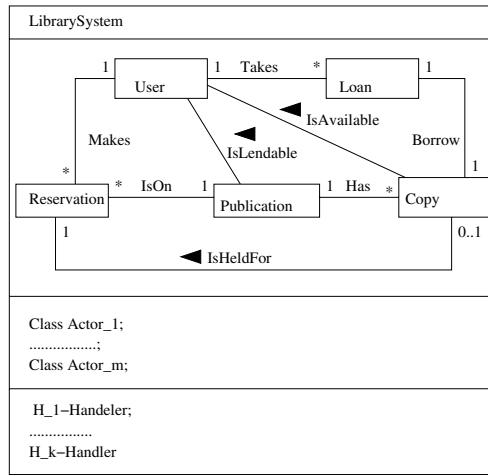 LibrarySystem
1 User 1 Takes * Loan 1
IsAvailable
Makes IsLendable Borrow
* * IsOn 1 1 Has * 1
Reservation Publication Copy
1 0..1
IsHeldFor
Class Actor_1;
.................;
Class Actor_m;
H_1−Handeler;
................
H_k−Handler